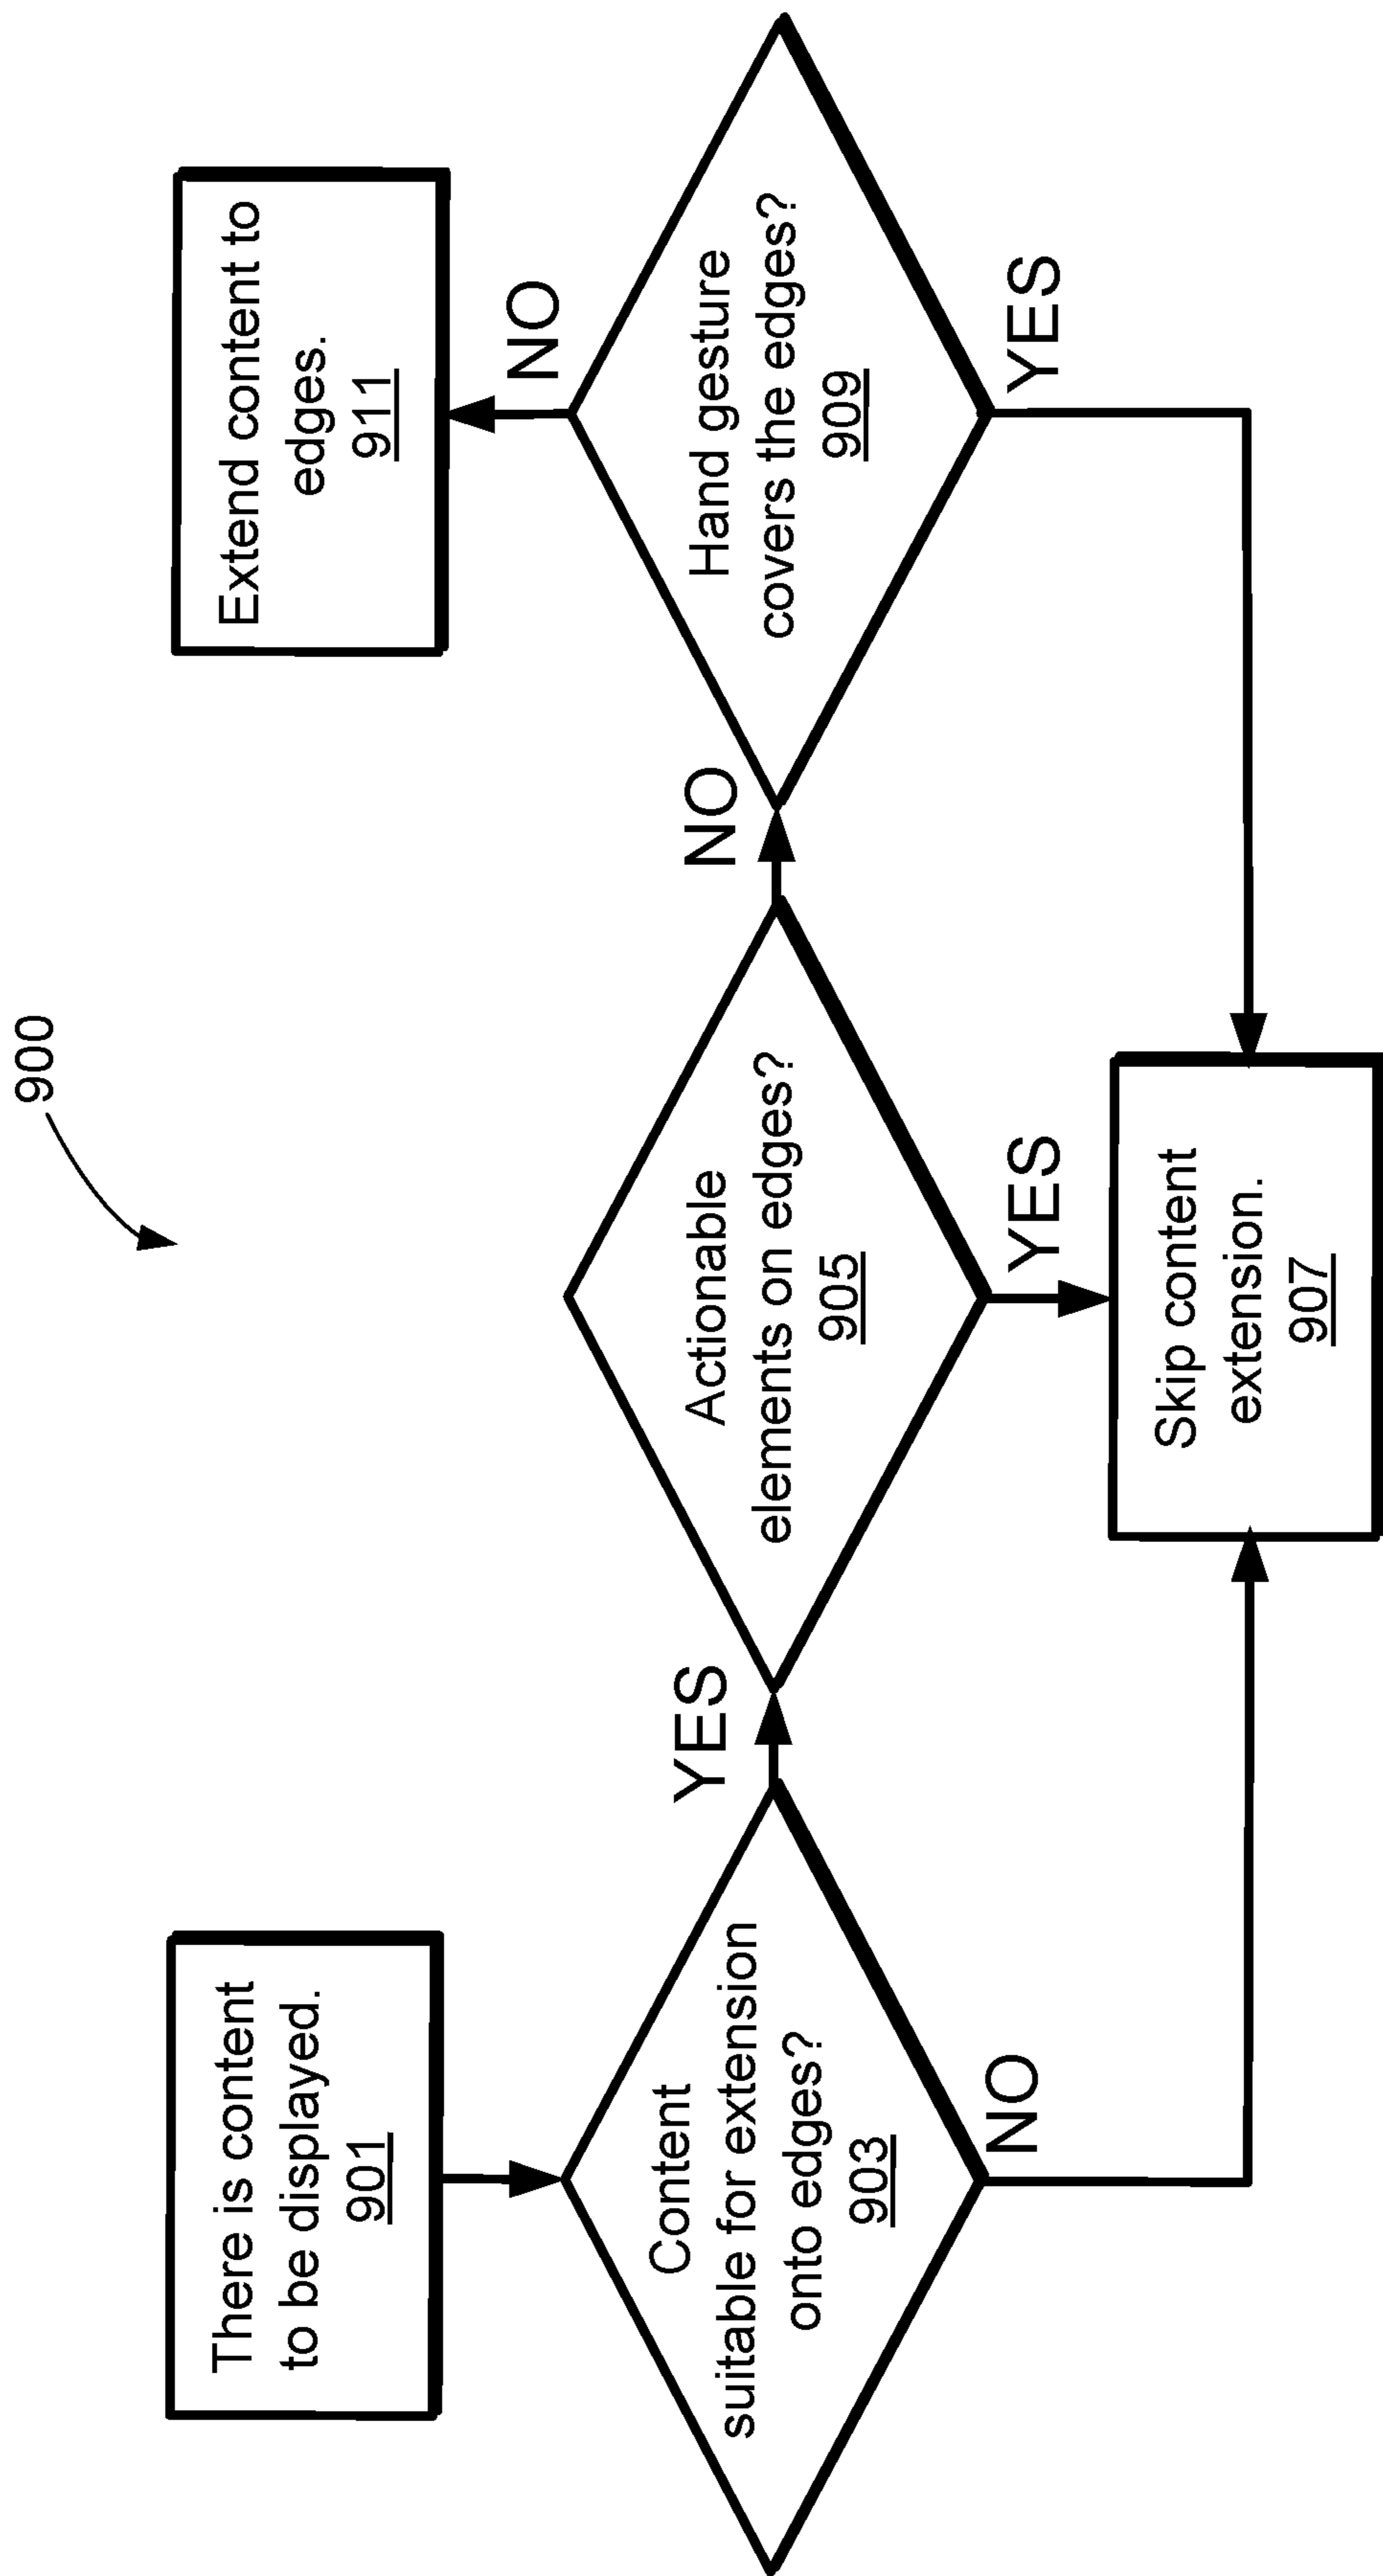 900
There is content
to be displayed.
901
Content
suitable for extension
onto edges?
903
YES
NO
Actionable
elements on edges?
905
NO
YES
Hand gesture
covers the edges?
909
NO
YES
Extend content to
edges.
911
Skip content
extension.
907